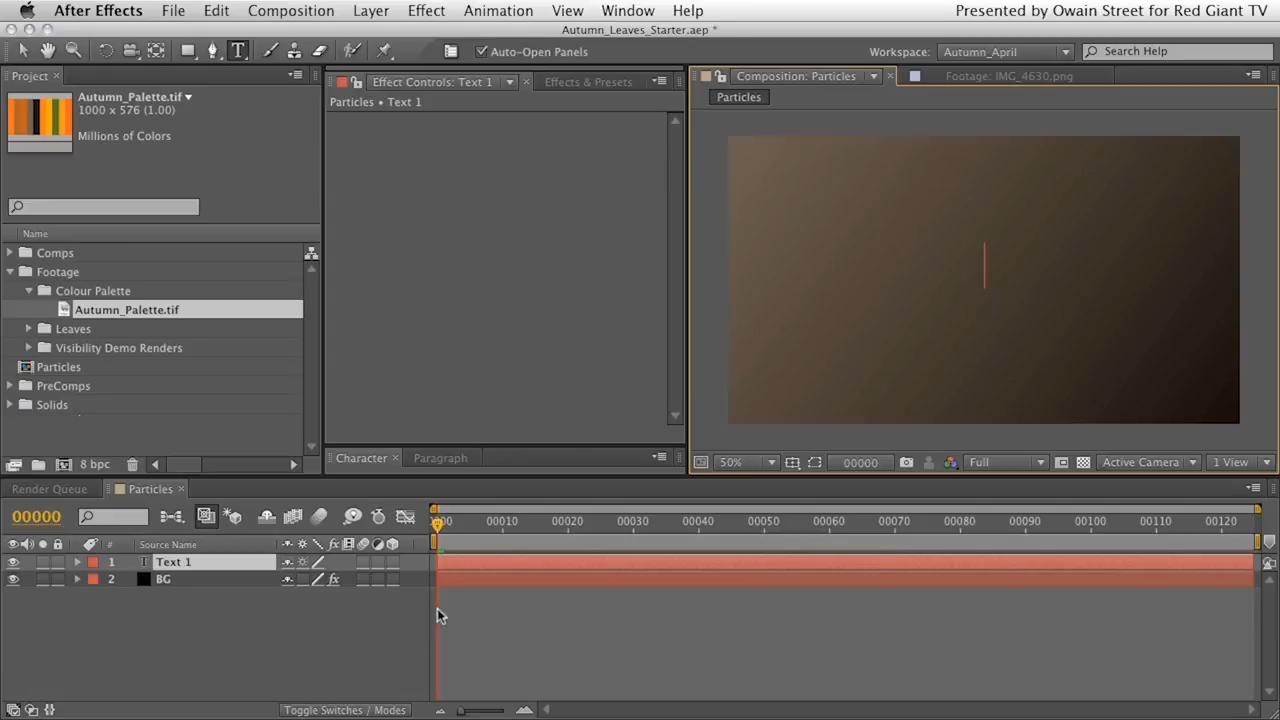 After Effects File Edit Composition Layer Effect Animation View Window Help Presented by Owain Street for Red Giant TV
Autumn_Leaves_Starter.aep *
Auto-Open Panels Workspace: Autumn_April Search Help
Project Effect Controls: Text 1 Effects & Presets Composition: Particles Footage: IMG_4630.png
Autumn_Palette.tif
1000 x 576 (1.00)
Millions of Colors
Particles • Text 1
Particles
Name
Comps
Footage
Colour Palette
Autumn_Palette.tif
Leaves
Visibility Demo Renders
Particles
PreComps
Solids
8 bpc
Character Paragraph
50% 00000 Full Active Camera 1 View
Render Queue Particles
00000
00010 00020 00030 00040 00050 00060 00070 00080 00090 00100 00110 00120
# Source Name fx
1 T Text 1
2 BG fx
Toggle Switches / Modes